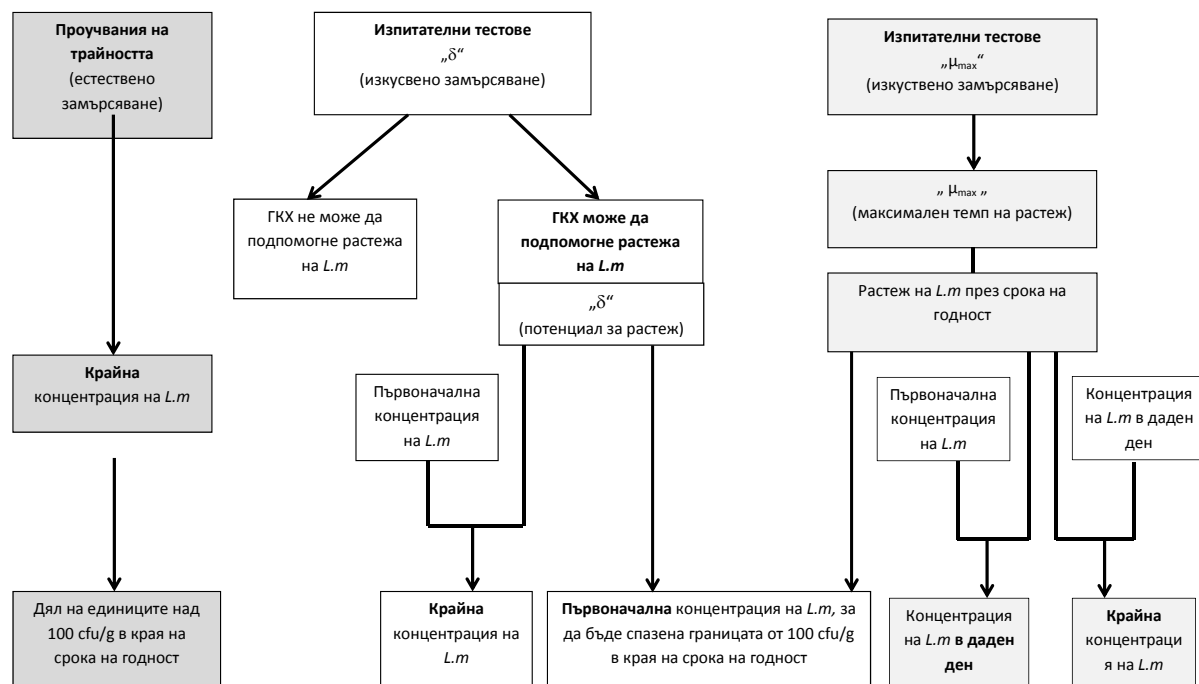 Проучвания на
трайността
(естествено
замърсяване)
Изпитателни тестове
„δ“
(изкусвено замърсяване)
Изпитателни тестове
„μmax“
(изкуствено замърсяване)
ГКХ не може да
подпомогне растежа
на L.m
ГКХ може да
подпомогне растежа
на L.m
„δ“
(потенциал за растеж)
„ μmax „
(максимален темп на растеж)
Растеж на L.m през срока на
годност
Крайна
концентрация на L.m
Първоначална
концентрация
на L.m
Първоначална
концентрация
на L.m
Концентрация
на L.m в даден
ден
Дял на единиците над
100 cfu/g в края на
срока на годност
Крайна
концентрация на
L.m
Първоначална концентрация на L.m, за
да бъде спазена границата от 100 cfu/g
в края на срока на годност
Концентрация
на L.m в даден
ден
Крайна
концентраци
я на L.m